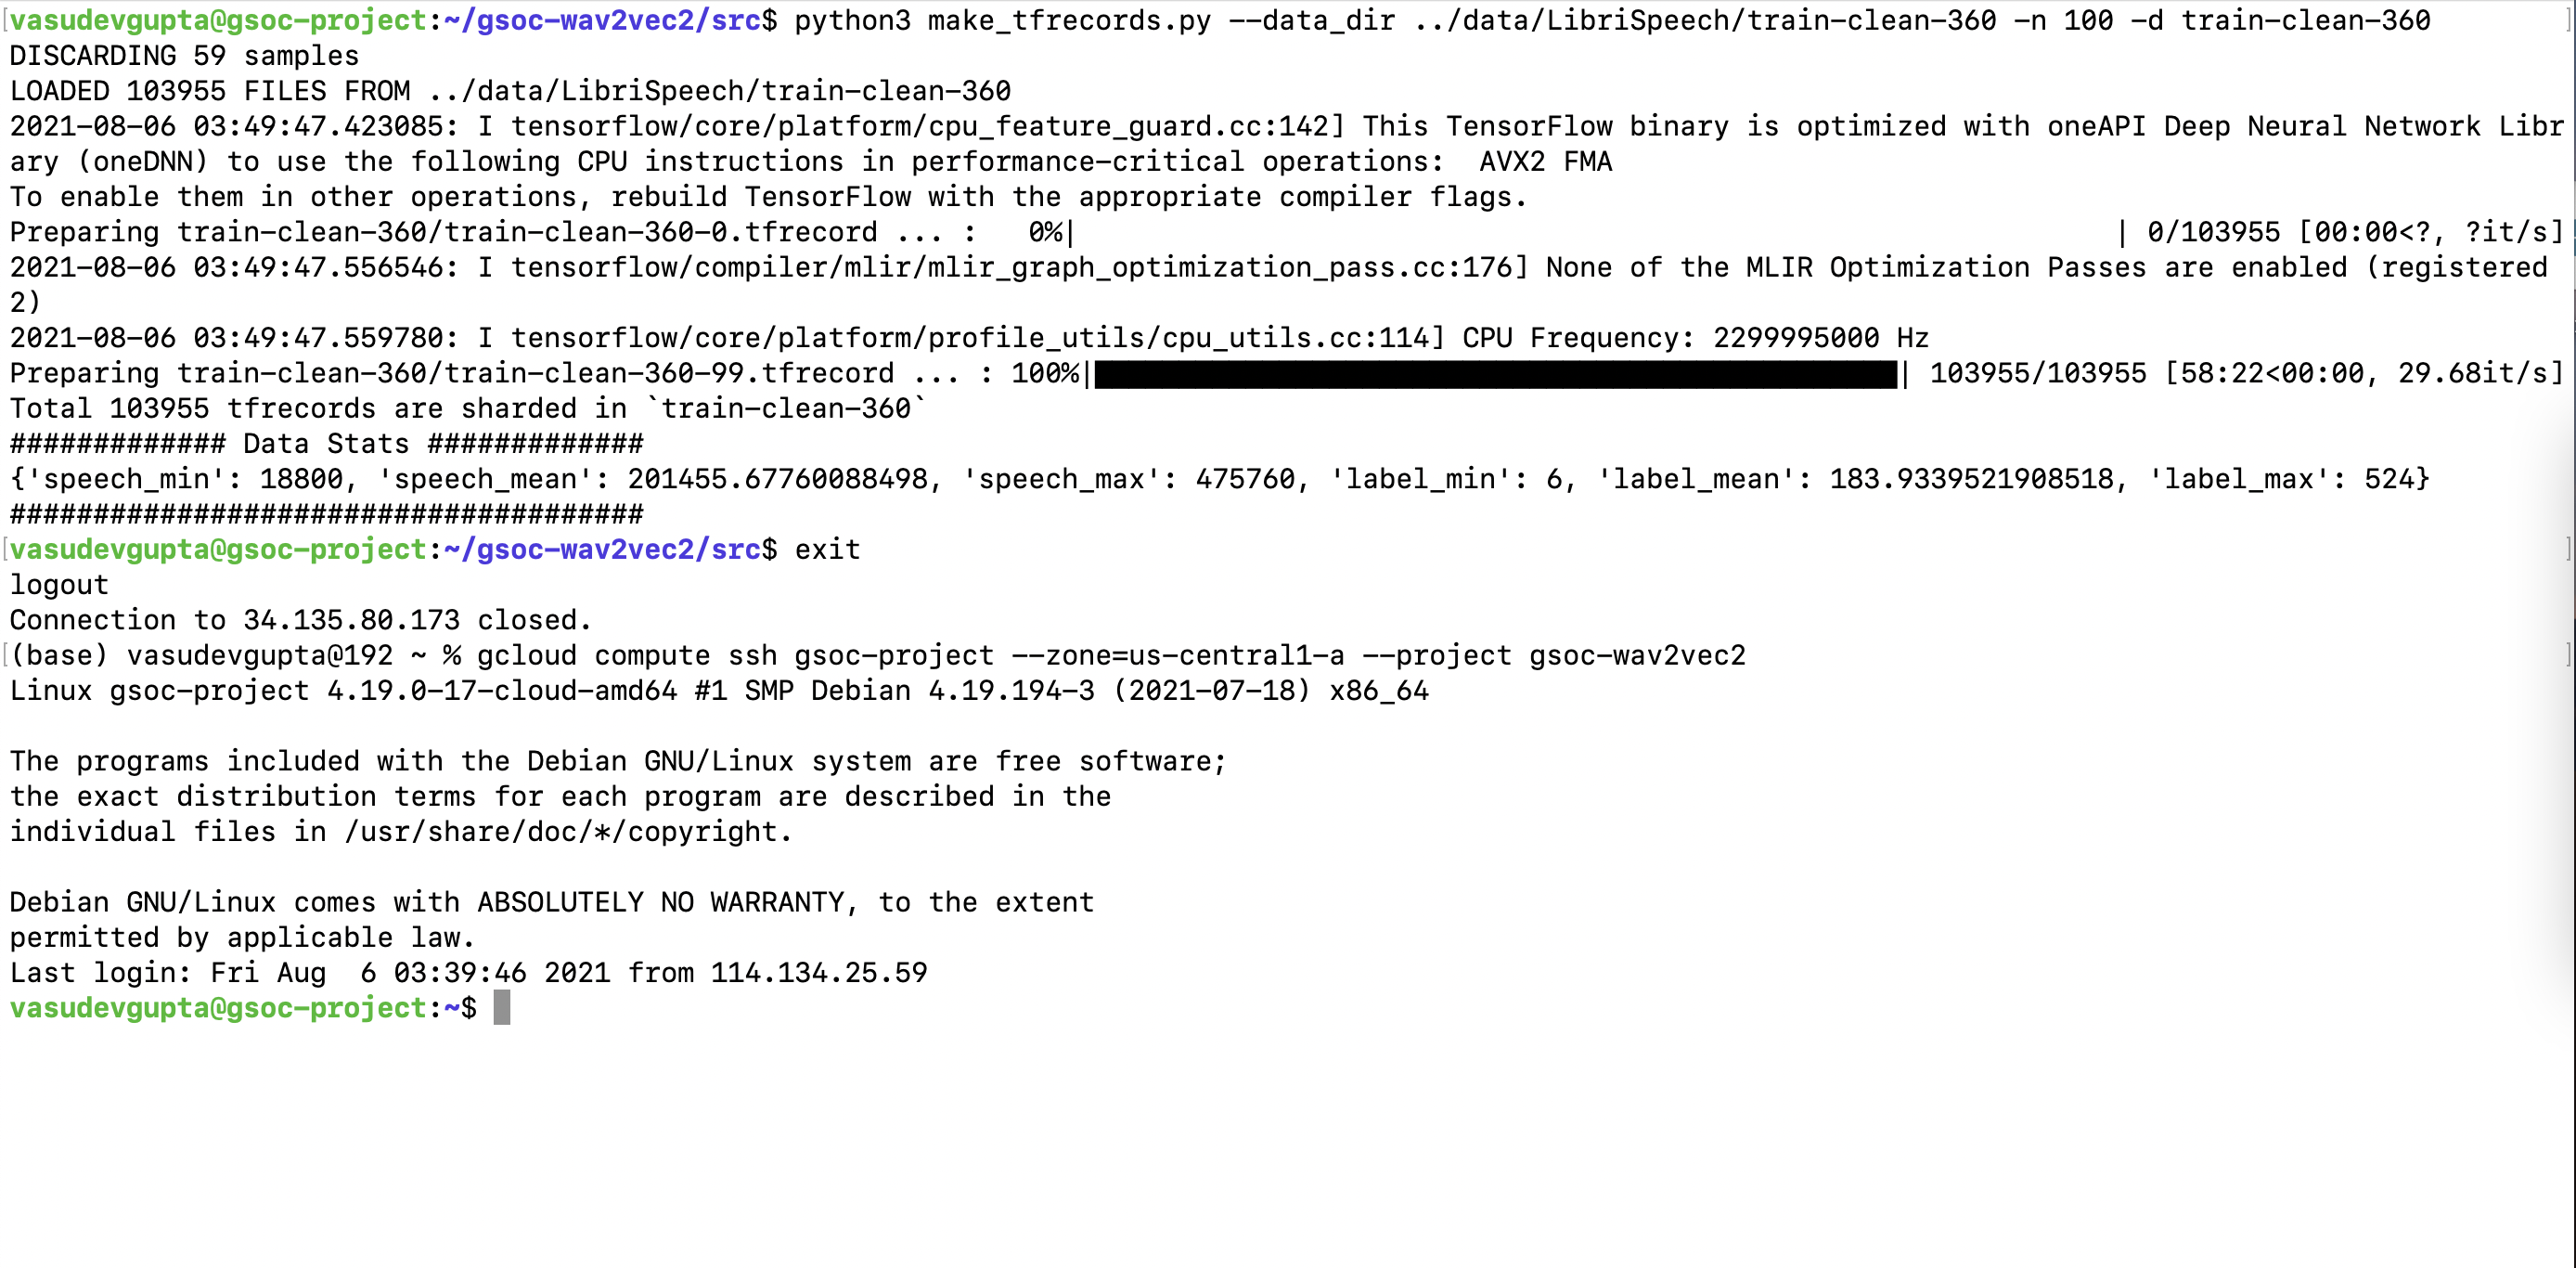 [vasudevgupta@gsoc-project:~/gsoc-wav2vec2/src$ python3 make_tfrecords.py --data_dir ../data/LibriSpeech/train-clean-360 -n 100 -d train-clean-360 ]
DISCARDING 59 samples
LOADED 103955 FILES FROM ../data/LibriSpeech/train-clean-360
2021-08-06 03:49:47.423085: I tensorflow/core/platform/cpu_feature_guard.cc:142] This TensorFlow binary is optimized with oneAPI Deep Neural Network Libr
ary (oneDNN) to use the following CPU instructions in performance-critical operations:  AVX2 FMA
To enable them in other operations, rebuild TensorFlow with the appropriate compiler flags.
Preparing train-clean-360/train-clean-360-0.tfrecord ... :   0%| | 0/103955 [00:00<?, ?it/s]
2021-08-06 03:49:47.556546: I tensorflow/compiler/mlir/mlir_graph_optimization_pass.cc:176] None of the MLIR Optimization Passes are enabled (registered
2)
2021-08-06 03:49:47.559780: I tensorflow/core/platform/profile_utils/cpu_utils.cc:114] CPU Frequency: 2299995000 Hz
Preparing train-clean-360/train-clean-360-99.tfrecord ... : 100%|| 103955/103955 [58:22<00:00, 29.68it/s]
Total 103955 tfrecords are sharded in `train-clean-360`
############# Data Stats #############
{'speech_min': 18800, 'speech_mean': 201455.67760088498, 'speech_max': 475760, 'label_min': 6, 'label_mean': 183.9339521908518, 'label_max': 524}
######################################
[vasudevgupta@gsoc-project:~/gsoc-wav2vec2/src$ exit ]
logout
Connection to 34.135.80.173 closed.
[(base) vasudevgupta@192 ~ % gcloud compute ssh gsoc-project --zone=us-central1-a --project gsoc-wav2vec2 ]
Linux gsoc-project 4.19.0-17-cloud-amd64 #1 SMP Debian 4.19.194-3 (2021-07-18) x86_64
The programs included with the Debian GNU/Linux system are free software;
the exact distribution terms for each program are described in the
individual files in /usr/share/doc/*/copyright.
Debian GNU/Linux comes with ABSOLUTELY NO WARRANTY, to the extent
permitted by applicable law.
Last login: Fri Aug  6 03:39:46 2021 from 114.134.25.59
vasudevgupta@gsoc-project:~$